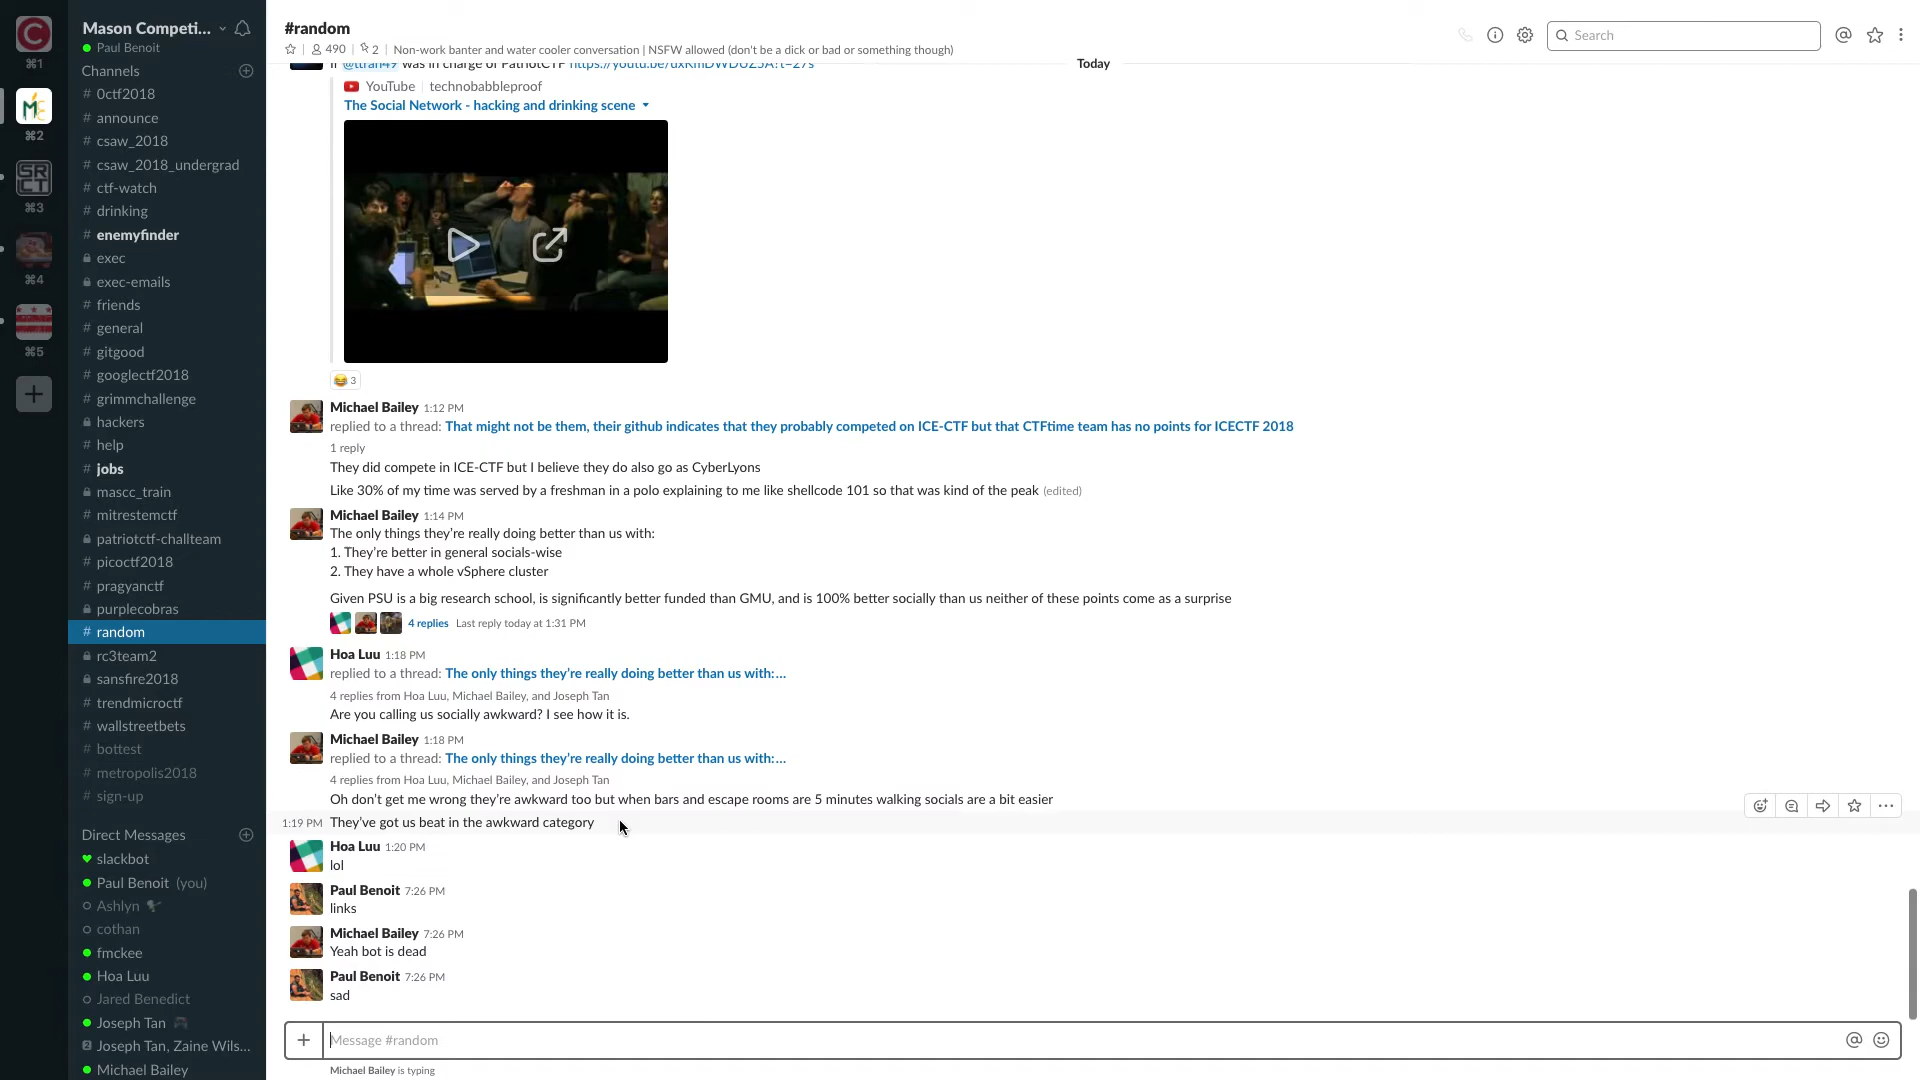 ⌘1
⌘2
SRCT
⌘3
⌘4
⌘5
Mason Competi...
Paul Benoit
Channels
# 0ctf2018
# announce
# csaw_2018
# csaw_2018_undergrad
# ctf-watch
# drinking
# enemyfinder
exec
exec-emails
# friends
# general
# gitgood
# googlectf2018
# grimmchallenge
hackers
# help
# jobs
mascc_train
# mitrestemctf
patriotctf-challteam
# picoctf2018
# pragyanctf
purplecobras
# random
rc3team2
sansfire2018
# trendmicroctf
# wallstreetbets
# bottest
# metropolis2018
# sign-up
Direct Messages
slackbot
Paul Benoit (you)
Ashlyn
cothan
fmckee
Hoa Luu
Jared Benedict
Joseph Tan
2 Joseph Tan, Zaine Wils...
Michael Bailey
#random
490 | 2 | Non-work banter and water cooler conversation | NSFW allowed (don't be a dick or bad or something though)
Search
Today
was in charge of PatriotCTF
YouTube | technobabbleproof
The Social Network - hacking and drinking scene
3
Michael Bailey 1:12 PM
replied to a thread: That might not be them, their github indicates that they probably competed on ICE-CTF but that CTFtime team has no points for ICECTF 2018
1 reply
They did compete in ICE-CTF but I believe they do also go as CyberLyons
Like 30% of my time was served by a freshman in a polo explaining to me like shellcode 101 so that was kind of the peak (edited)
Michael Bailey 1:14 PM
The only things they're really doing better than us with:
1. They're better in general socials-wise
2. They have a whole vSphere cluster
Given PSU is a big research school, is significantly better funded than GMU, and is 100% better socially than us neither of these points come as a surprise
4 replies Last reply today at 1:31 PM
Hoa Luu 1:18 PM
replied to a thread: The only things they're really doing better than us with:...
4 replies from Hoa Luu, Michael Bailey, and Joseph Tan
Are you calling us socially awkward? I see how it is.
Michael Bailey 1:18 PM
replied to a thread: The only things they're really doing better than us with:...
4 replies from Hoa Luu, Michael Bailey, and Joseph Tan
Oh don't get me wrong they're awkward too but when bars and escape rooms are 5 minutes walking socials are a bit easier
1:19 PM They've got us beat in the awkward category
Hoa Luu 1:20 PM
lol
Paul Benoit 7:26 PM
links
Michael Bailey 7:26 PM
Yeah bot is dead
Paul Benoit 7:26 PM
sad
Message #random
Michael Bailey is typing